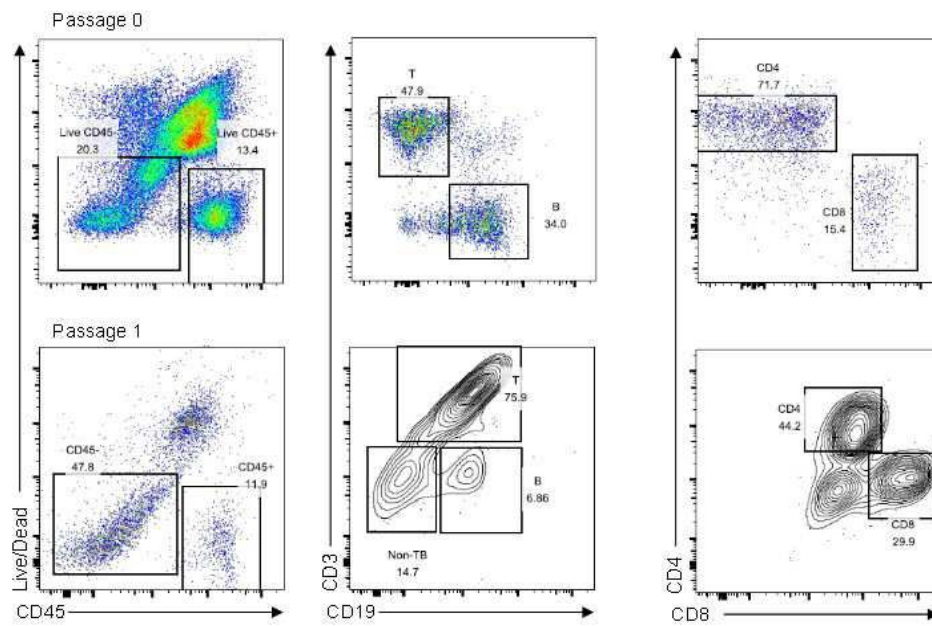 Passage 0
Live CD45-
20.3
Live CD45+
13.4
T
47.9
B
34.0
CD4
71.7
CD8
15.4
Passage 1
CD45-
47.8
CD45+
11.9
T
75.9
B
6.86
Non-TB
14.7
CD4
44.2
CD8
29.9
Live/Dead
CD45
CD3
CD19
CD4
CD8